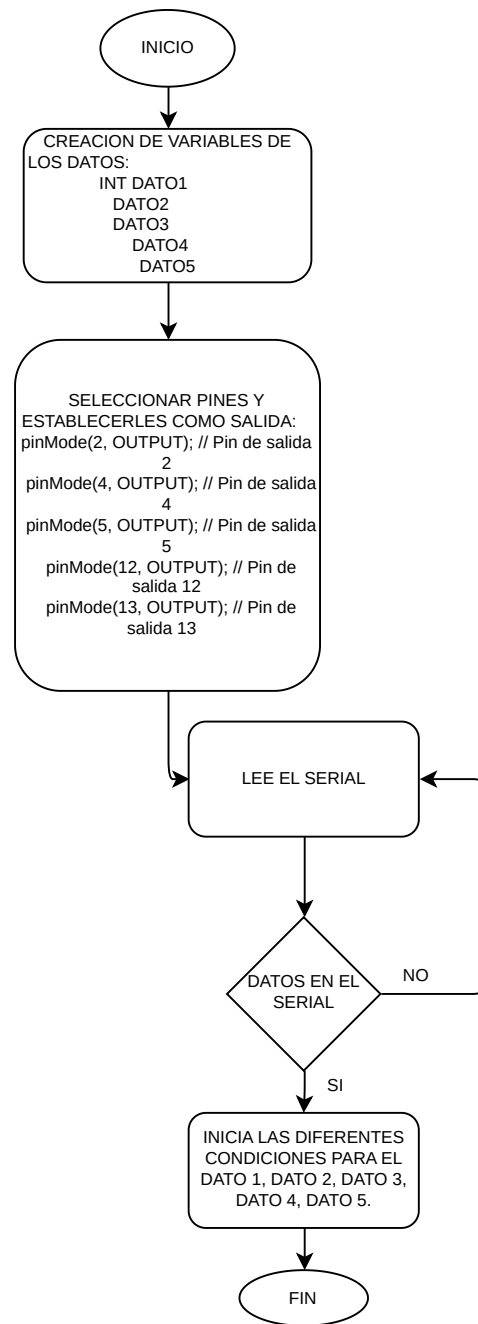 INICIO
CREACION DE VARIABLES DE
LOS DATOS:
INT DATO1
DATO2
DATO3
DATO4
DATO5
SELECCIONAR PINES Y
ESTABLECERLES COMO SALIDA:
pinMode(2, OUTPUT); // Pin de salida
2
pinMode(4, OUTPUT); // Pin de salida
4
pinMode(5, OUTPUT); // Pin de salida
5
pinMode(12, OUTPUT); // Pin de
salida 12
pinMode(13, OUTPUT); // Pin de
salida 13
LEE EL SERIAL
DATOS EN EL
SERIAL
NO
SI
INICIA LAS DIFERENTES
CONDICIONES PARA EL
DATO 1, DATO 2, DATO 3,
DATO 4, DATO 5.
FIN